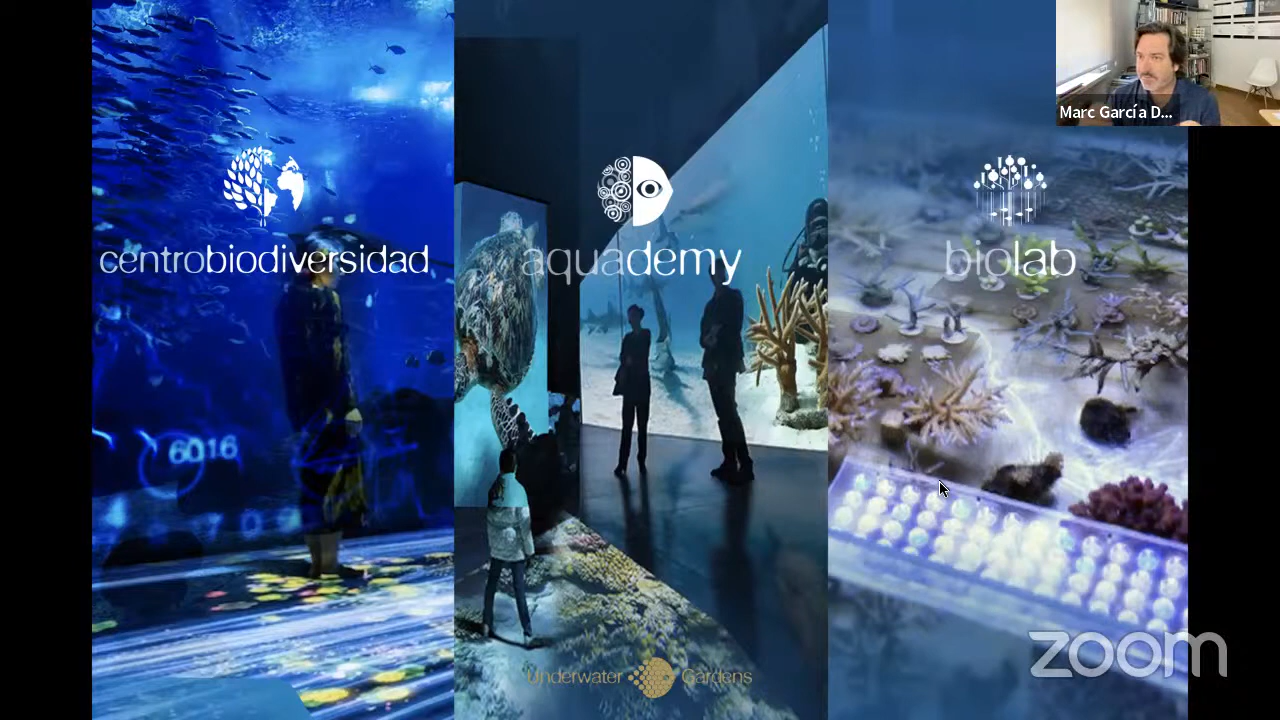 Marc García D...
centrobiodiversidad
aquademy
biolab
6016
Underwater Gardens
zoom